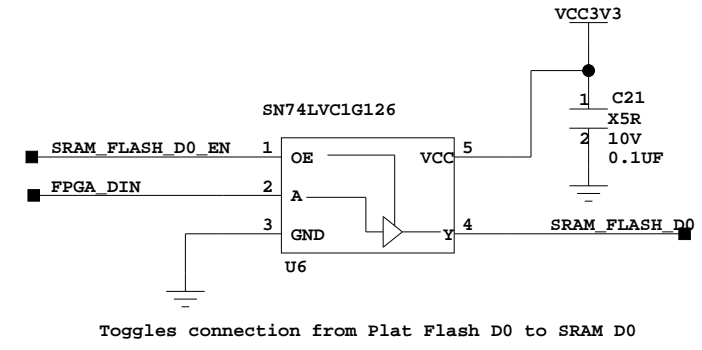 VCC3V3
1 C21
X5R
2 10V
0.1UF
SN74LVC1G126
SRAM_FLASH_D0_EN 1 OE VCC 5
FPGA_DIN 2 A
3 GND Y 4 SRAM_FLASH_D0
U6
Toggles connection from Plat Flash D0 to SRAM D0